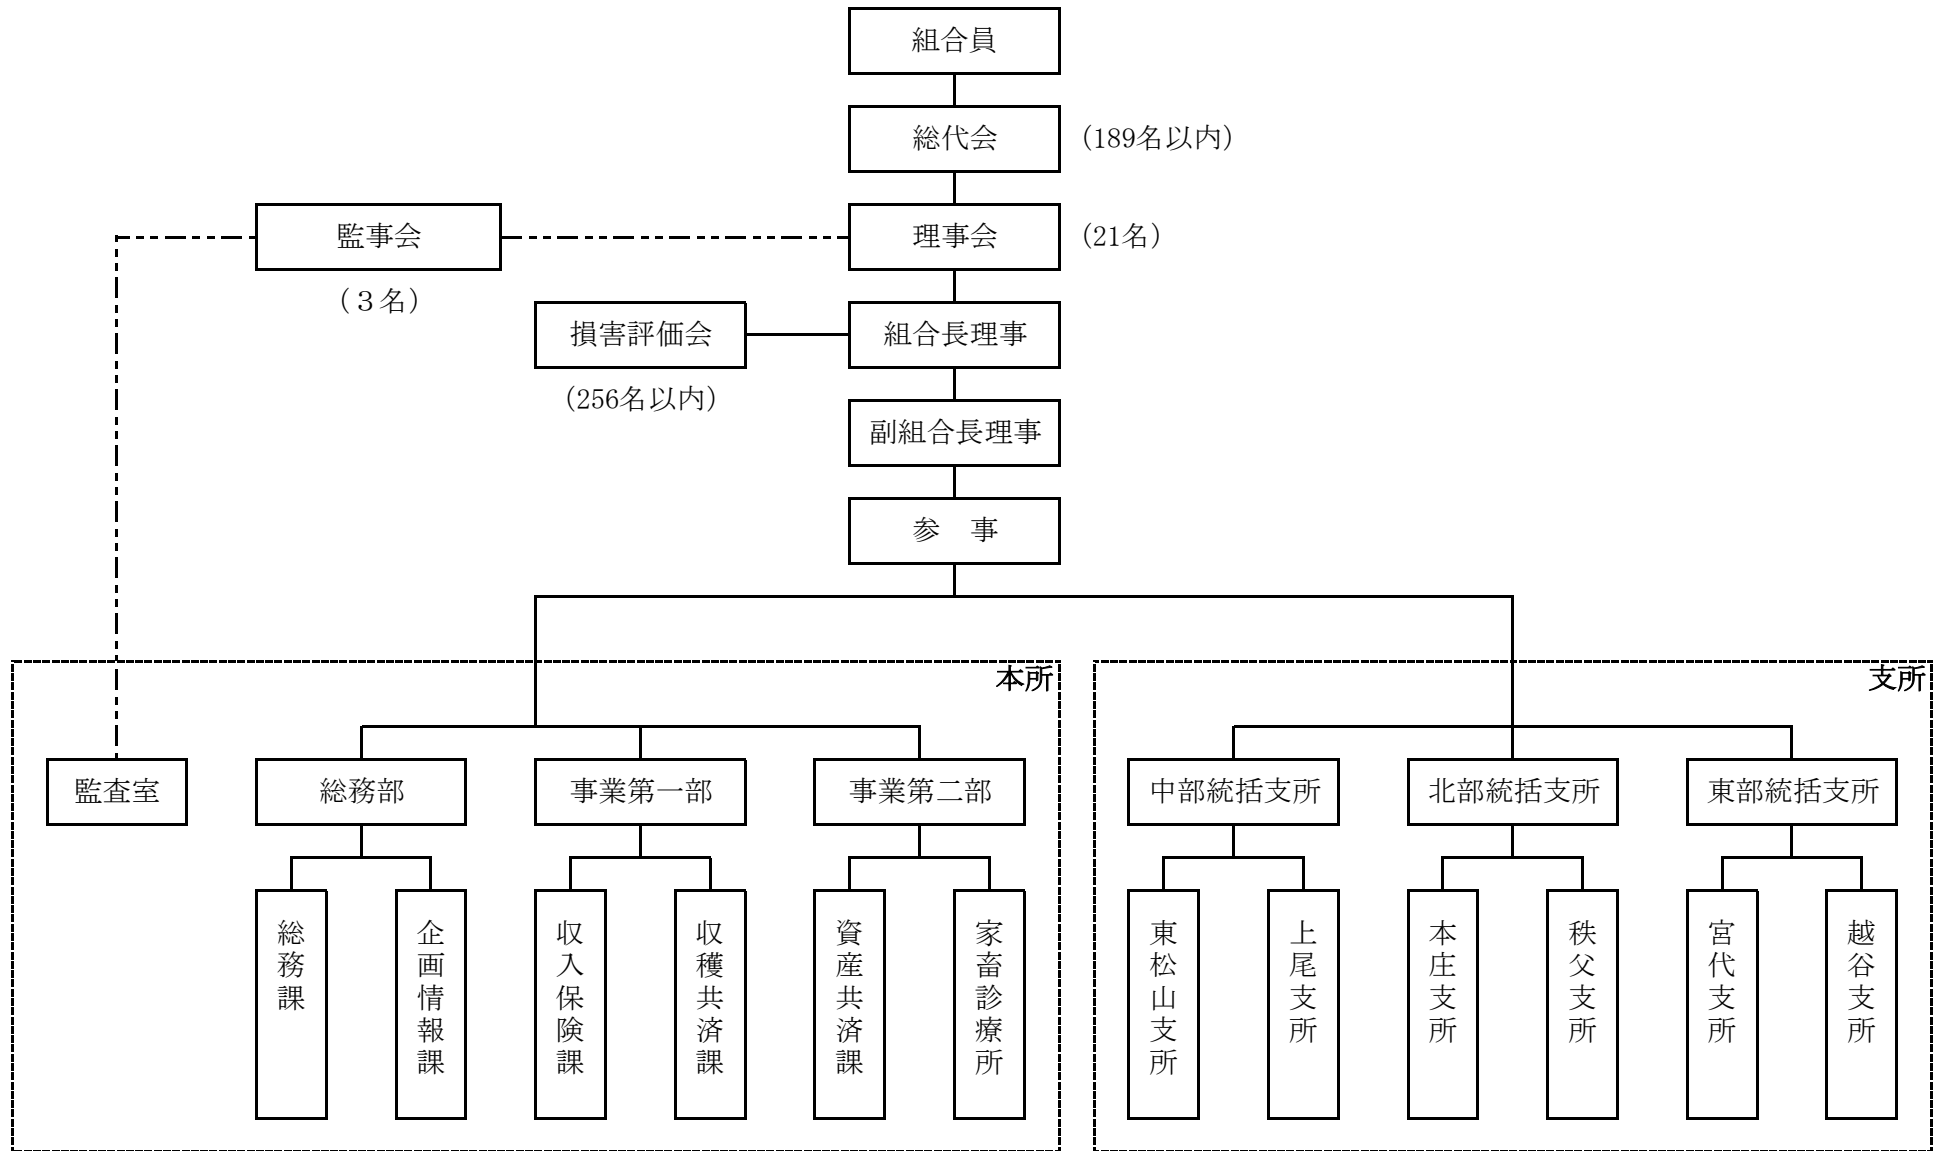 組合員
総代会
(189名以内)
監事会
理事会
(21名)
(３名)
損害評価会
組合長理事
(256名以内)
副組合長理事
参　事
本所
支所
監査室
総務部
事業第一部
事業第二部
中部統括支所
北部統括支所
東部統括支所
総務課
企画情報課
収入保険課
収穫共済課
資産共済課
家畜診療所
東松山支所
上尾支所
本庄支所
秩父支所
宮代支所
越谷支所